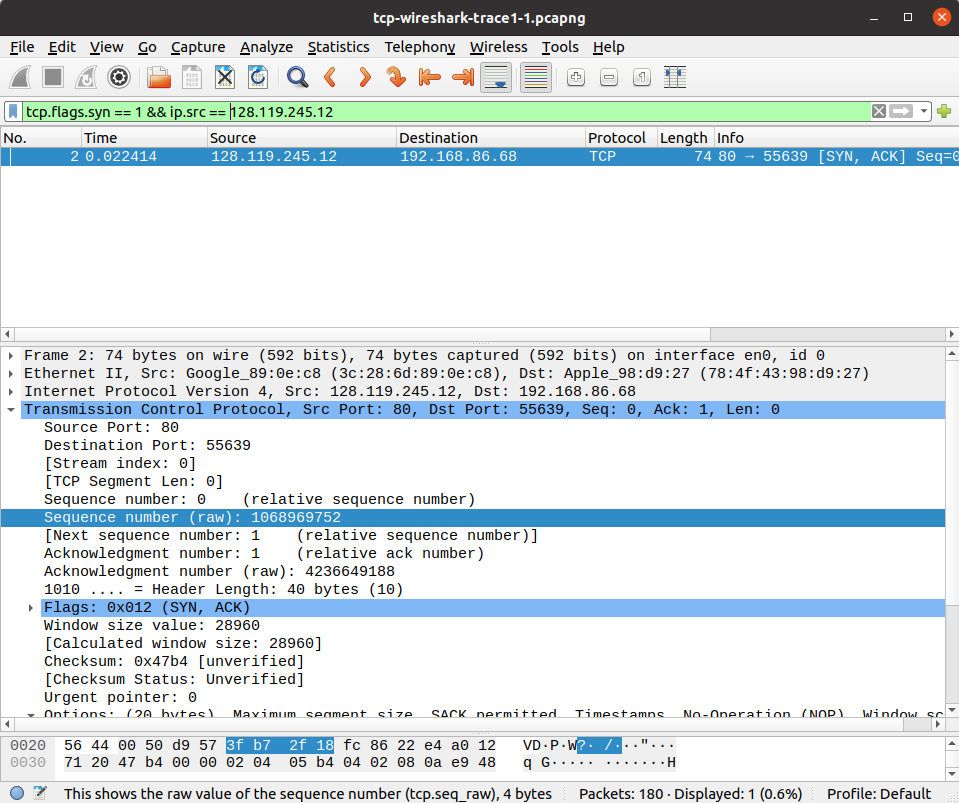 tcp-wireshark-trace1-1.pcapng
File Edit View Go Capture Analyze Statistics Telephony Wireless Tools Help
tcp.flags.syn == 1 && ip.src == 128.119.245.12
No. Time Source Destination Protocol Length Info
2 0.022414 128.119.245.12 192.168.86.68 TCP 74 80 → 55639 [SYN, ACK] Seq=0
Frame 2: 74 bytes on wire (592 bits), 74 bytes captured (592 bits) on interface en0, id 0
Ethernet II, Src: Google_89:0e:c8 (3c:28:6d:89:0e:c8), Dst: Apple_98:d9:27 (78:4f:43:98:d9:27)
Internet Protocol Version 4, Src: 128.119.245.12, Dst: 192.168.86.68
Transmission Control Protocol, Src Port: 80, Dst Port: 55639, Seq: 0, Ack: 1, Len: 0
Source Port: 80
Destination Port: 55639
[Stream index: 0]
[TCP Segment Len: 0]
Sequence number: 0 (relative sequence number)
Sequence number (raw): 1068969752
[Next sequence number: 1 (relative sequence number)]
Acknowledgment number: 1 (relative ack number)
Acknowledgment number (raw): 4236649188
1010 .... = Header Length: 40 bytes (10)
Flags: 0x012 (SYN, ACK)
Window size value: 28960
[Calculated window size: 28960]
Checksum: 0x47b4 [unverified]
[Checksum Status: Unverified]
Urgent pointer: 0
Options: (20 bytes), Maximum segment size, SACK permitted, Timestamps, No-Operation (NOP), Window sc
0020 56 44 00 50 d9 57 3f b7 2f 18 fc 86 22 e4 a0 12 VD·P·W?· /···"···
0030 71 20 47 b4 00 00 02 04 05 b4 04 02 08 0a e9 48 q G····· ·······H
This shows the raw value of the sequence number (tcp.seq_raw), 4 bytes Packets: 180 · Displayed: 1 (0.6%) Profile: Default